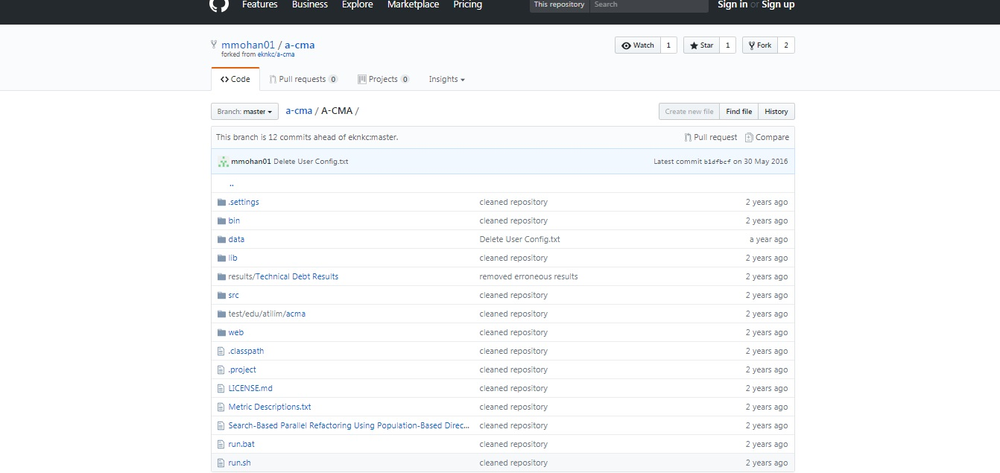 Features Business Explore Marketplace Pricing This repository Search Sign in or Sign up
mmohan01 / a-cma Watch 1 Star 1 Fork 2
forked from eknkc/a-cma
Code Pull requests 0 Projects 0 Insights
Branch: master a-cma / A-CMA / Create new file Find file History
This branch is 12 commits ahead of eknkc:master. Pull request Compare
mmohan01 Delete User Config.txt Latest commit b1dfbcf on 30 May 2016
..
.settings cleaned repository 2 years ago
bin cleaned repository 2 years ago
data Delete User Config.txt a year ago
lib cleaned repository 2 years ago
results/Technical Debt Results removed erroneous results 2 years ago
src cleaned repository 2 years ago
test/edu/atilim/acma cleaned repository 2 years ago
web cleaned repository 2 years ago
.classpath cleaned repository 2 years ago
.project cleaned repository 2 years ago
LICENSE.md cleaned repository 2 years ago
Metric Descriptions.txt cleaned repository 2 years ago
Search-Based Parallel Refactoring Using Population-Based Direc... cleaned repository 2 years ago
run.bat cleaned repository 2 years ago
run.sh cleaned repository 2 years ago